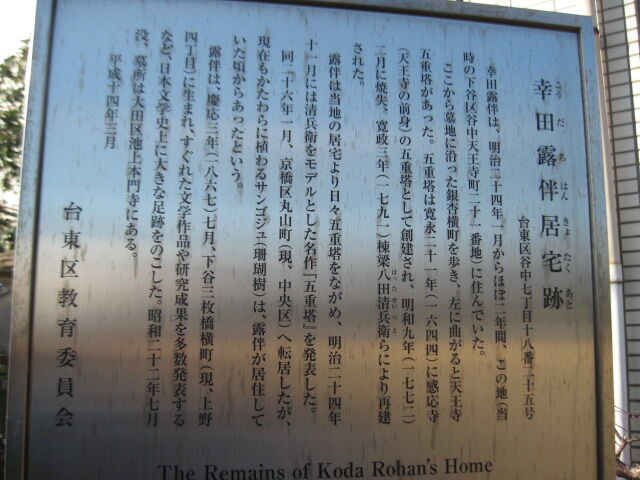 幸田露伴居宅跡
こうだろはんきょたくあと
台東区谷中七丁目十八番二十五号
幸田露伴は、明治二十四年一月からほぼ二年間、この地(当
時の下谷区谷中天王寺町二十一番地)に住んでいた。
ここから墓地に沿った銀杏横町を歩き、左に曲がると天王寺
五重塔があった。五重塔は寛永二十一年(一六四四)に感応寺
(天王寺の前身)の五重塔として創建され、明和九年(一七七二)
二月に焼失、寛政三年(一七九一)棟梁八田清兵衛らにより再建
はったせいべえ
された。
露伴は当地の居宅より日々五重塔をながめ、明治二十四年
十一月には清兵衛をモデルとした名作『五重塔』を発表した。
同二十六年一月、京橋区丸山町(現、中央区)へ転居したが、
現在もかたわらに植わるサンゴジュ(珊瑚樹)は、露伴が居住して
いた頃からあったという。
露伴は、慶応三年(一八六七)七月、下谷三枚橋横町(現、上野
四丁目)に生まれ、すぐれた文学作品や研究成果を多数発表する
など、日本文学史上に大きな足跡をのこした。昭和二十二年七月
没、墓所は大田区池上本門寺にある。
平成十四年三月
台東区教育委員会
The Remains of Koda Rohan's Home